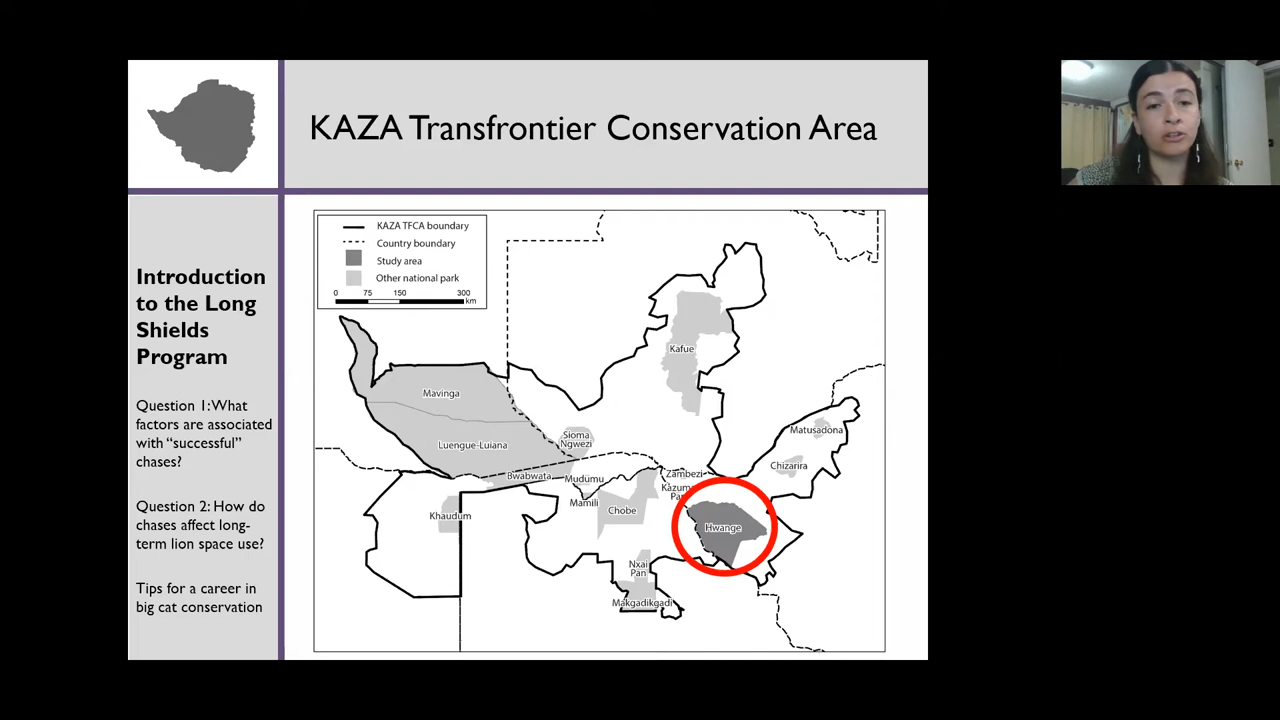 KAZA Transfrontier Conservation Area
Introduction
to the Long
Shields
Program
Question 1: What
factors are associated
with “successful”
chases?
Question 2: How do
chases affect long-
term lion space use?
Tips for a career in
big cat conservation
KAZA TFCA boundary
Country boundary
Study area
Other national park
0 75 150 300
km
Kafue
Mavinga
Matusadona
Sioma
Ngwezi
Luengue-Luiana
Chizarira
Bwabwata
Mudumu
Zambezi
Kazuma
Pan
Mamili
Chobe
Khaudum
Hwange
Nxai
Pan
Makgadikgadi